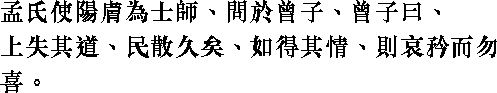 孟氏使陽膚為士師、問於曾子、曾子曰、
上失其道、民散久矣、如得其情、則哀矜而勿
喜。